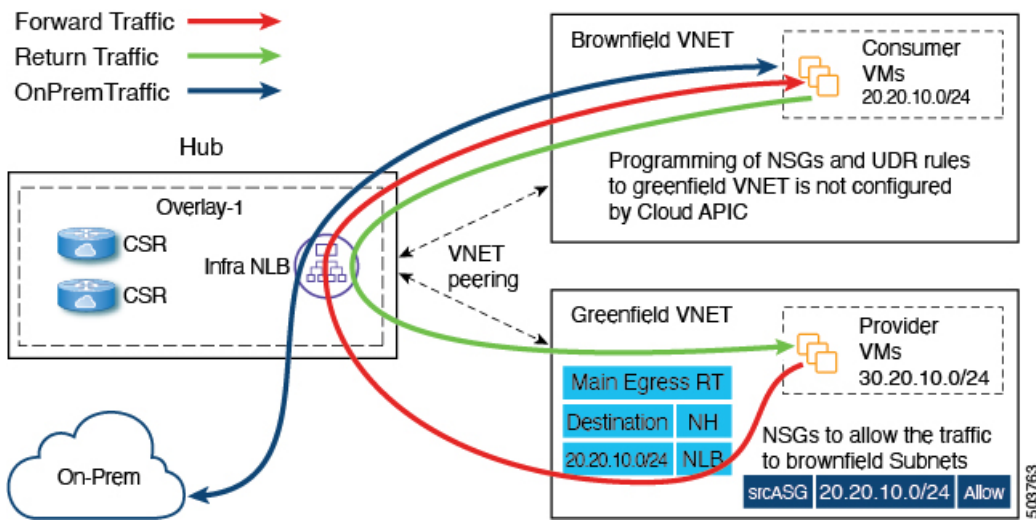 Forward Traffic
Return Traffic
OnPremTraffic
Hub
Overlay-1
CSR
CSR
Infra NLB
VNET
peering
On-Prem
Brownfield VNET
Consumer
VMs
20.20.10.0/24
Programming of NSGs and UDR rules
to greenfield VNET is not configured
by Cloud APIC
Greenfield VNET
Provider
VMs
30.20.10.0/24
Main Egress RT
Destination NH
20.20.10.0/24 NLB
NSGs to allow the traffic
to brownfield Subnets
srcASG 20.20.10.0/24 Allow
503763